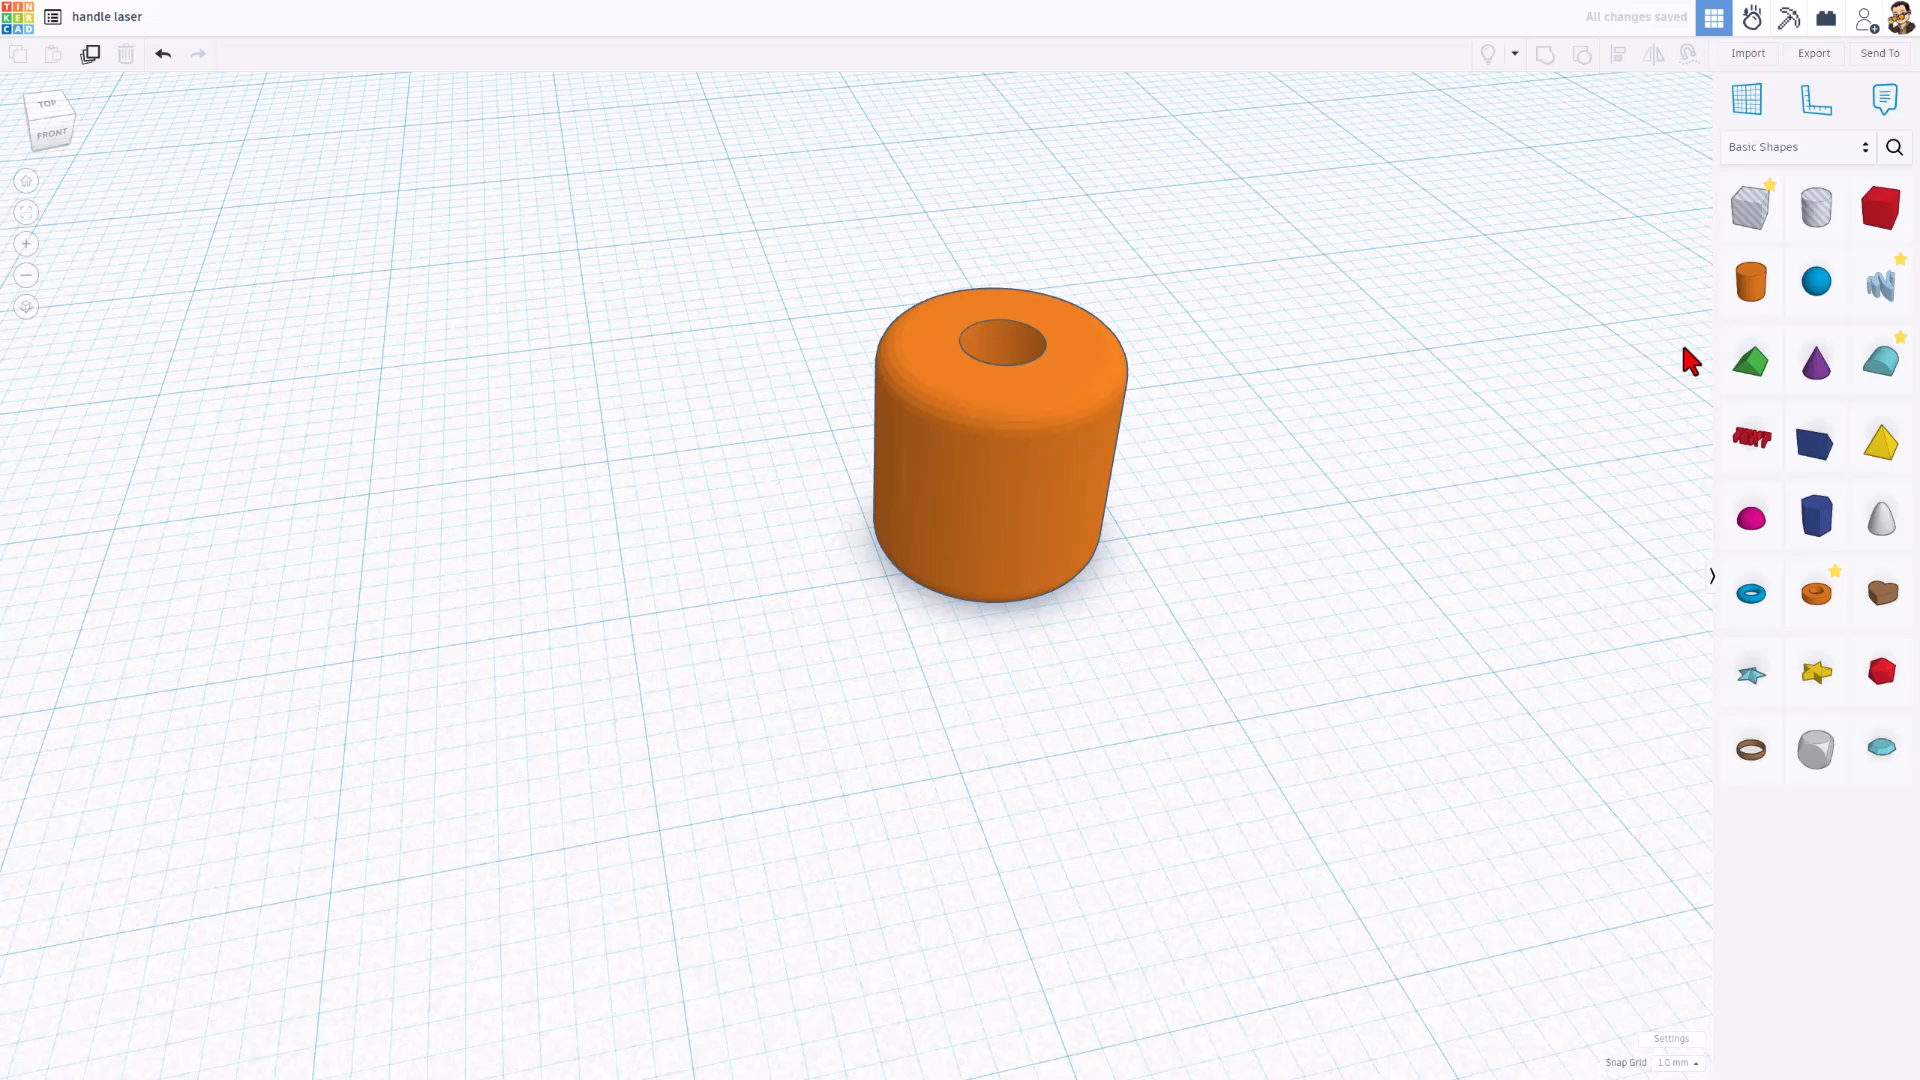 TIN
KER
CAD
handle laser
All changes saved
Import
Export
Send To
TOP
FRONT
Basic Shapes
TEXT
Settings
Snap Grid
1.0 mm